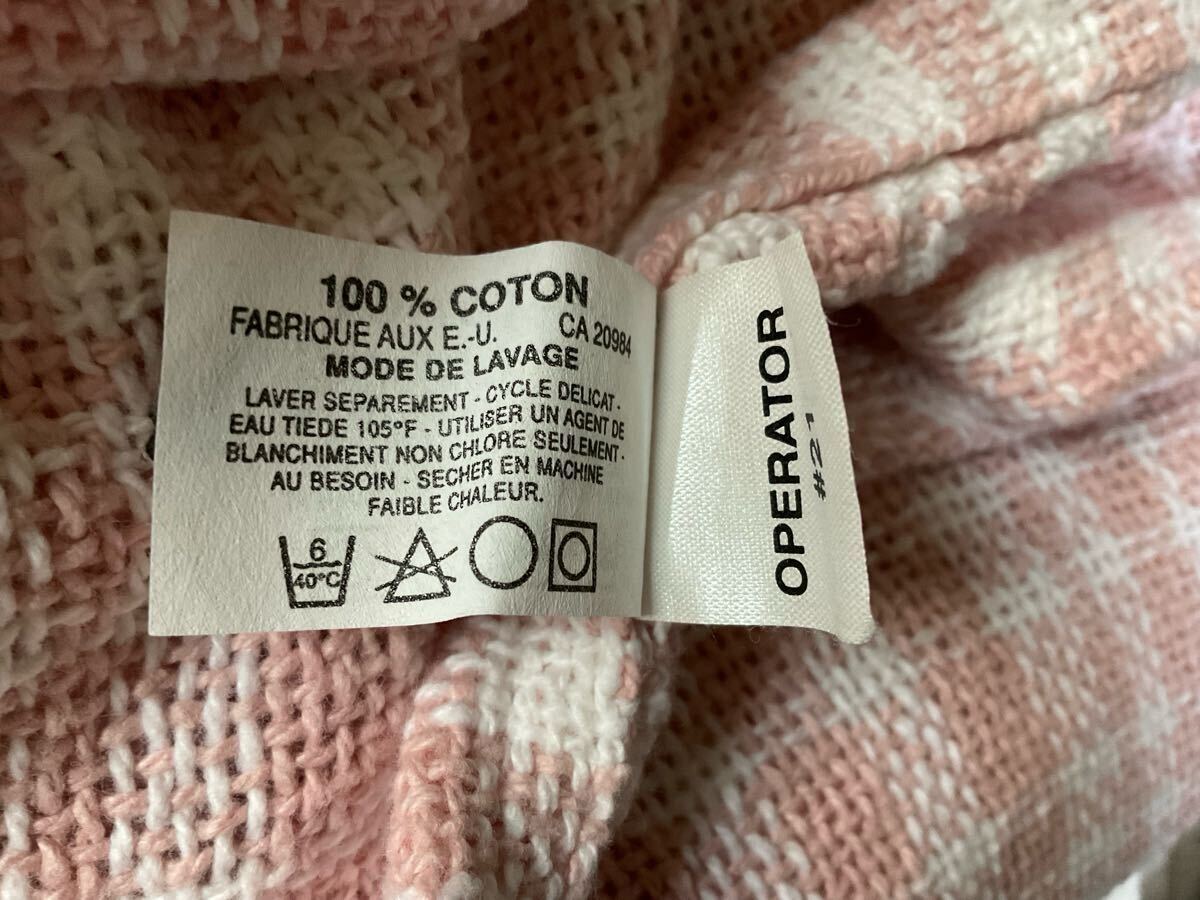 100 % COTON
FABRIQUE AUX E.-U. CA 20984
MODE DE LAVAGE
LAVER SEPAREMENT - CYCLE DELICAT -
EAU TIEDE 105°F - UTILISER UN AGENT DE
BLANCHIMENT NON CHLORE SEULEMENT -
AU BESOIN - SECHER EN MACHINE
FAIBLE CHALEUR.
6
40°C
OPERATOR
#21